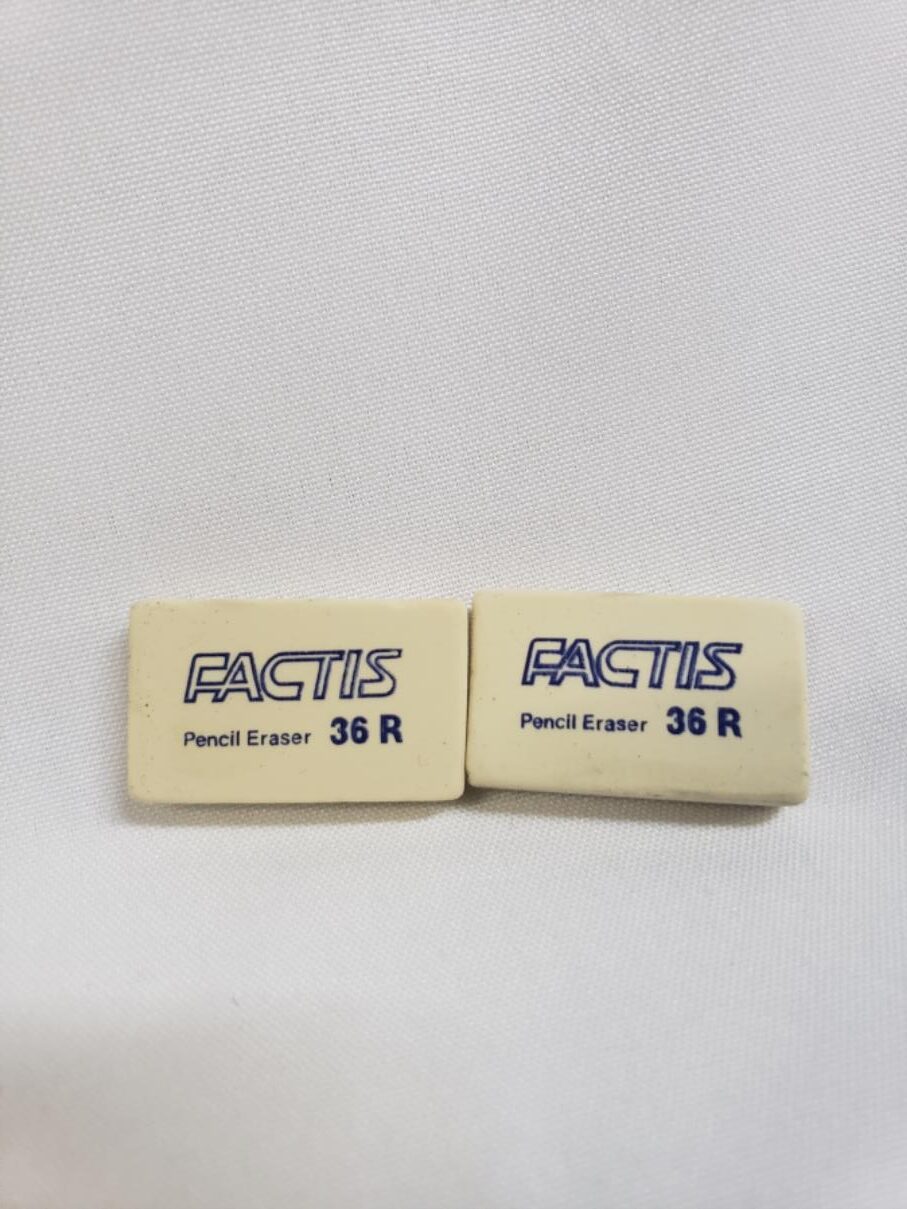 FACTIS
Pencil Eraser 36 R
FACTIS
Pencil Eraser 36 R